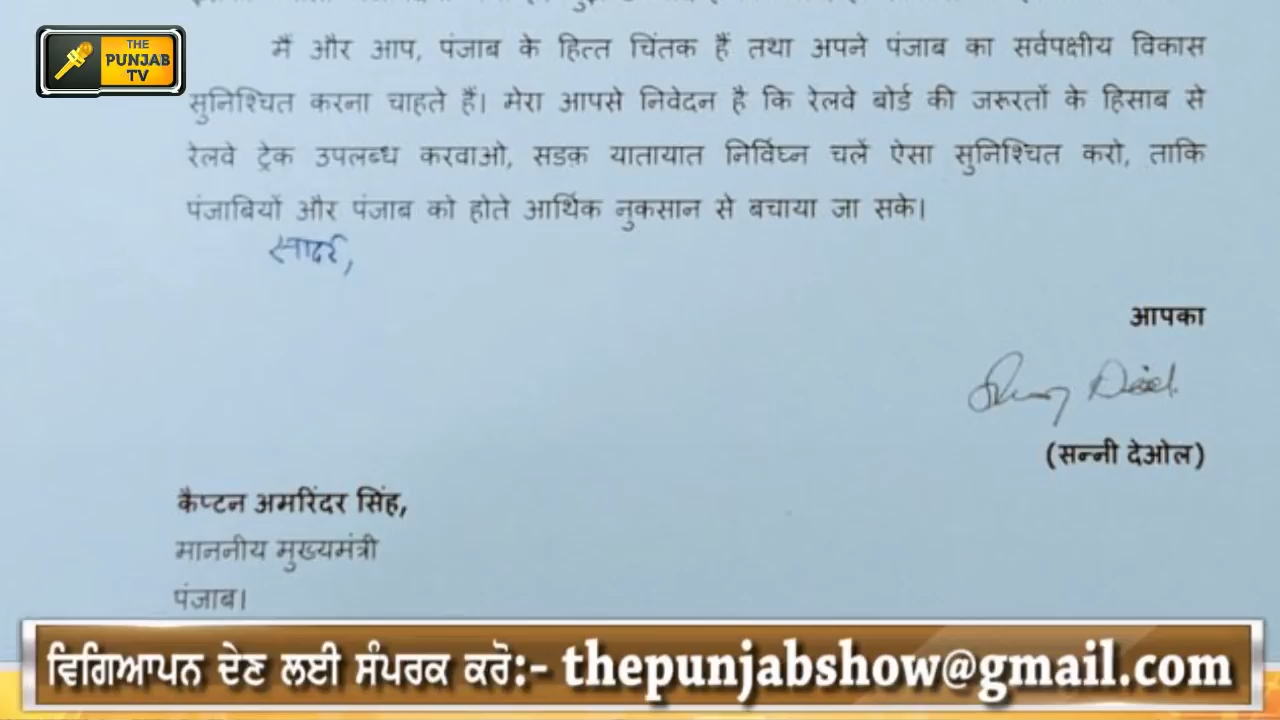 THE
PUNJAB
TV
मैं और आप, पंजाब के हित्त चिंतक हैं तथा अपने पंजाब का सर्वपक्षीय विकास
सुनिश्चित करना चाहते हैं। मेरा आपसे निवेदन है कि रेलवे बोर्ड की जरूरतों के हिसाब से
रेलवे ट्रेक उपलब्ध करवाओ, सडक़ यातायात निर्विघ्न चलें ऐसा सुनिश्चित करो, ताकि
पंजाबियों और पंजाब को होते आर्थिक नुकसान से बचाया जा सके।
सादर,
आपका
(सन्नी देओल)
कैप्टन अमरिंदर सिंह,
माननीय मुख्यमंत्री
पंजाब।
ਵਿਗਿਆਪਨ ਦੇਣ ਲਈ ਸੰਪਰਕ ਕਰੋ:- thepunjabshow@gmail.com